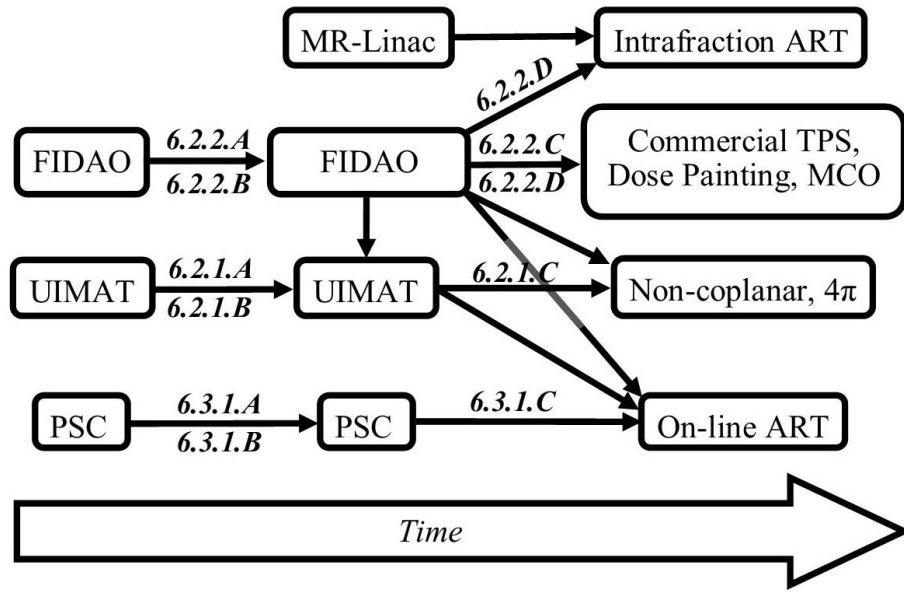 MR-Linac
Intrafraction ART
6.2.2.D
FIDAO
6.2.2.A
6.2.2.B
FIDAO
6.2.2.C
6.2.2.D
Commercial TPS,
Dose Painting, MCO
UIMAT
6.2.1.A
6.2.1.B
UIMAT
6.2.1.C
Non-coplanar, 4π
PSC
6.3.1.A
6.3.1.B
PSC
6.3.1.C
On-line ART
Time